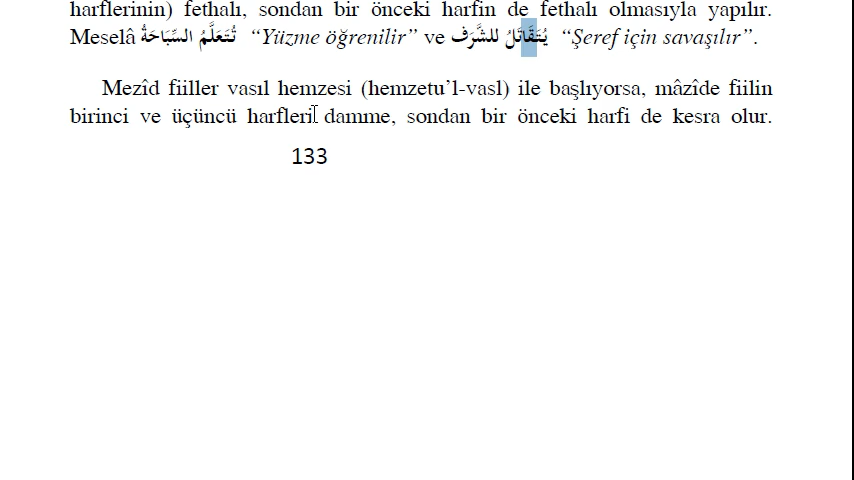 harflerinin) fethalı, sondan bir önceki harfin de fethalı olmasıyla yapılır.
Meselâ تُتَعَلَّمُ السِّبَاحَةُ “Yüzme öğrenilir” ve يُتَقَاتَلُ للشَّرَف “Şeref için savaşılır”.
Mezîd fiiller vasıl hemzesi (hemzetu’l-vasl) ile başlıyorsa, mâzîde fiilin
birinci ve üçüncü harfleri damme, sondan bir önceki harfi de kesra olur.
133